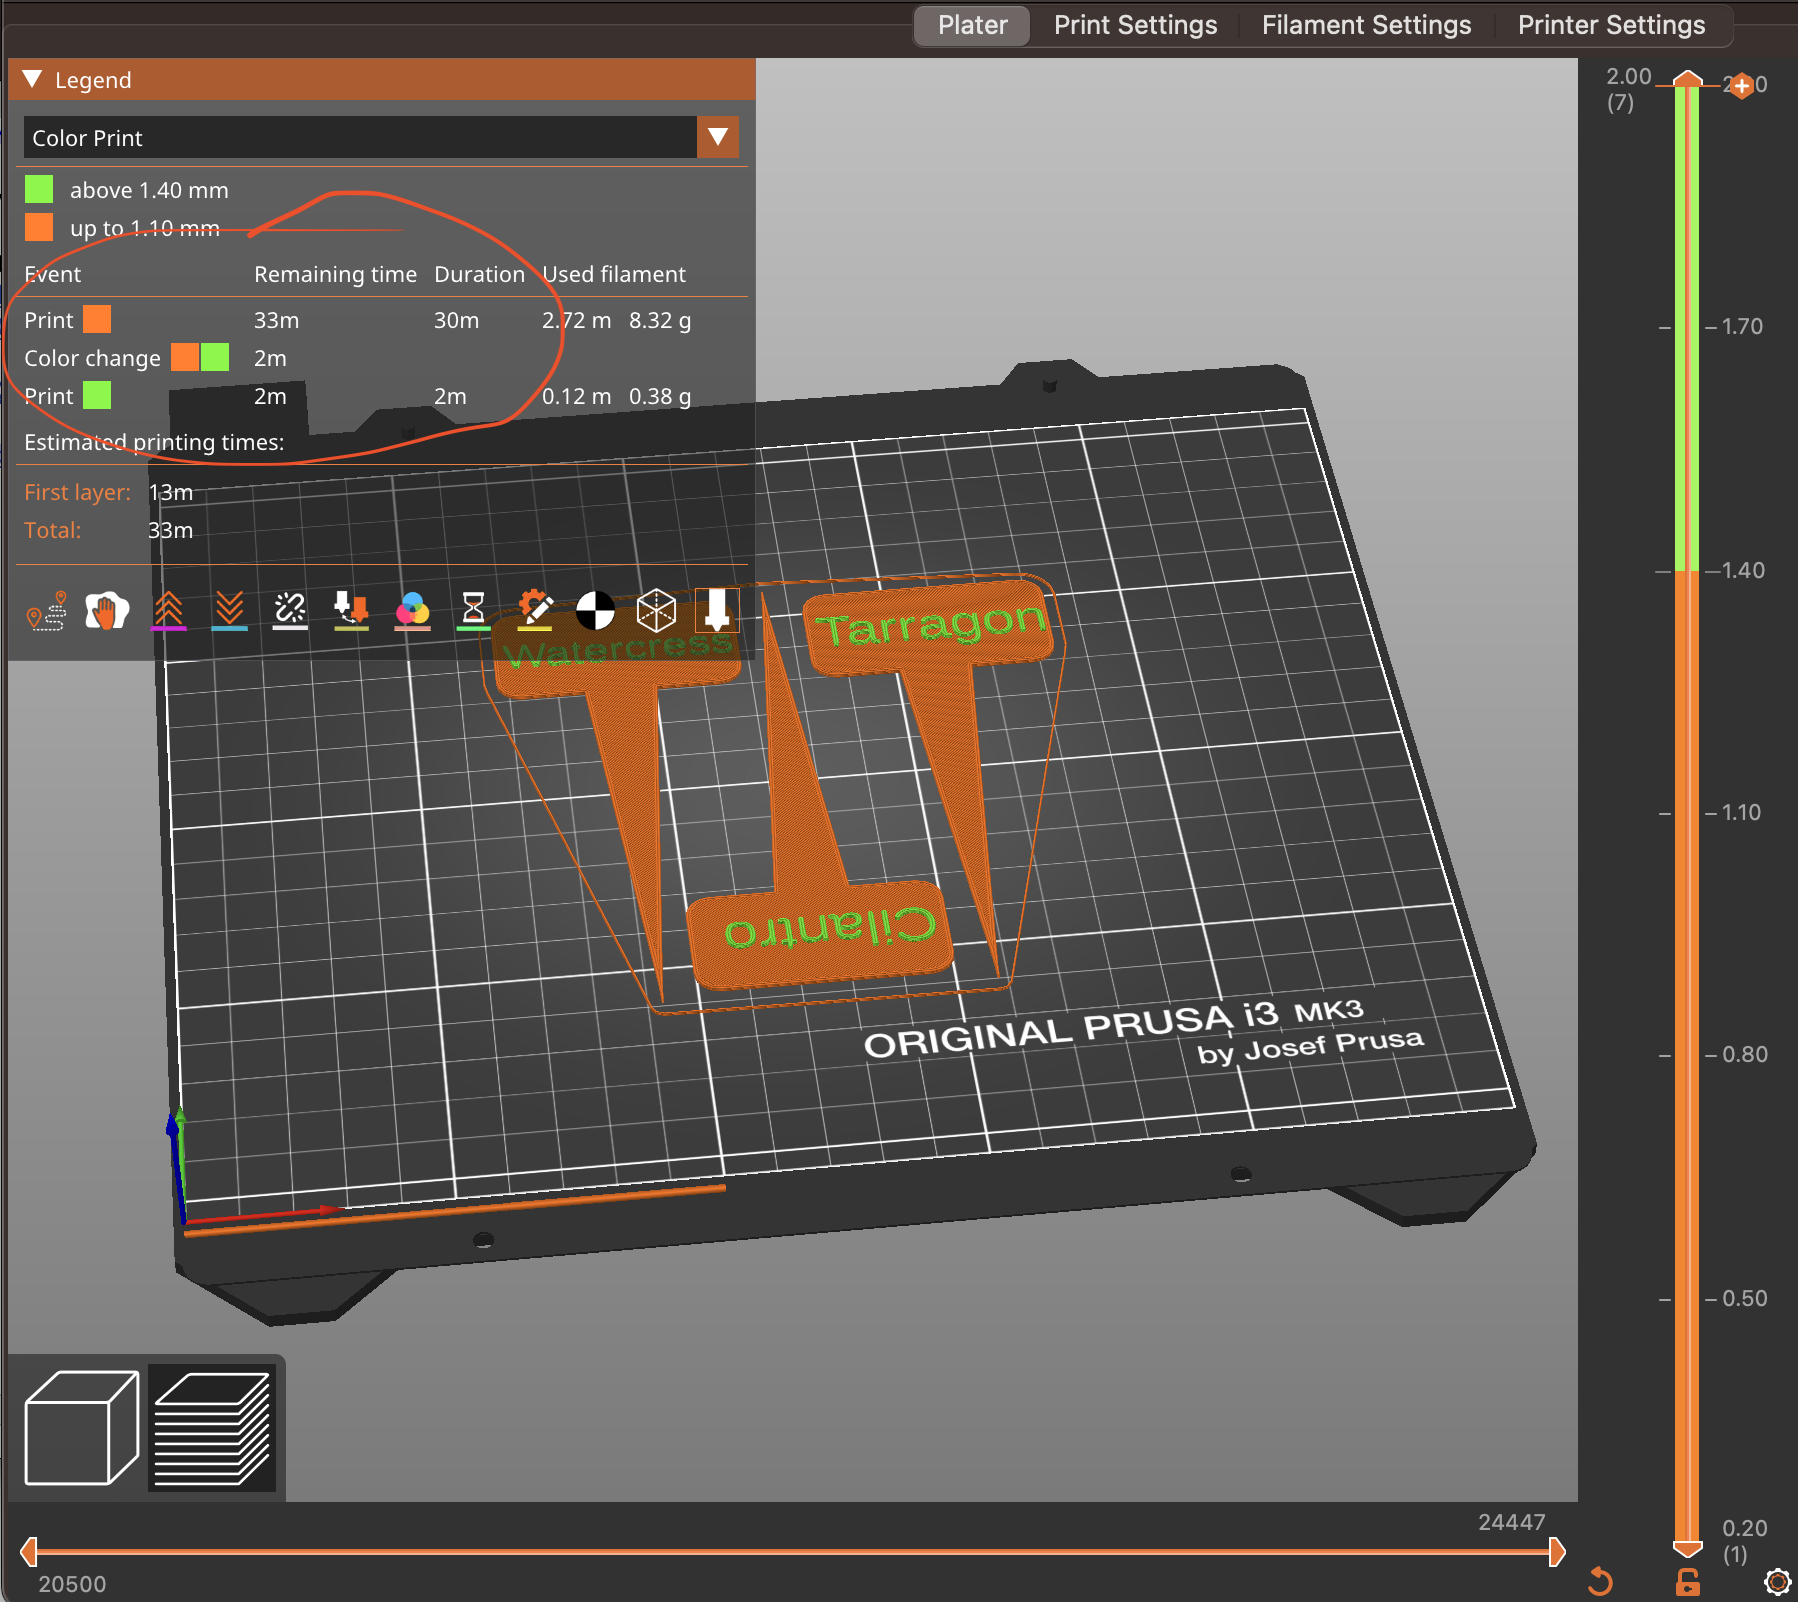 Plater Print Settings Filament Settings Printer Settings
Legend
Color Print
above 1.40 mm
up to 1.10 mm
Event Remaining time Duration Used filament
Print 33m 30m 2.72 m 8.32 g
Color change 2m
Print 2m 2m 0.12 m 0.38 g
Estimated printing times:
First layer: 13m
Total: 33m
Watercress
Tarragon
Cilantro
ORIGINAL PRUSA i3 MK3
by Josef Prusa
2.00
(7)
1.70
1.40
1.10
0.80
0.50
0.20
(1)
24447
20500